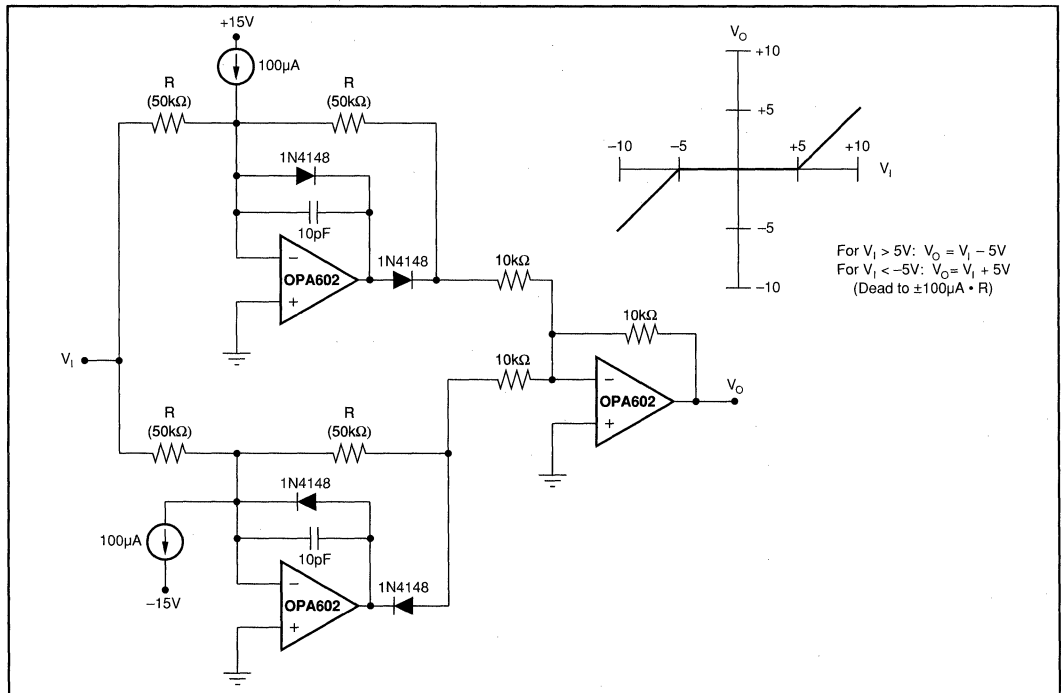 +15V
100µA
R
(50kΩ)
R
(50kΩ)
1N4148
10pF
–
OPA602
+
1N4148
10kΩ
10kΩ
10kΩ
–
OPA602
+
V_O
V_I
R
(50kΩ)
R
(50kΩ)
1N4148
100µA
10pF
–15V
–
OPA602
+
1N4148
V_O
+10
+5
–10
–5
+5
+10
V_I
–5
–10
For V_I > 5V: V_O = V_I – 5V
For V_I < –5V: V_O = V_I + 5V
(Dead to ±100µA • R)